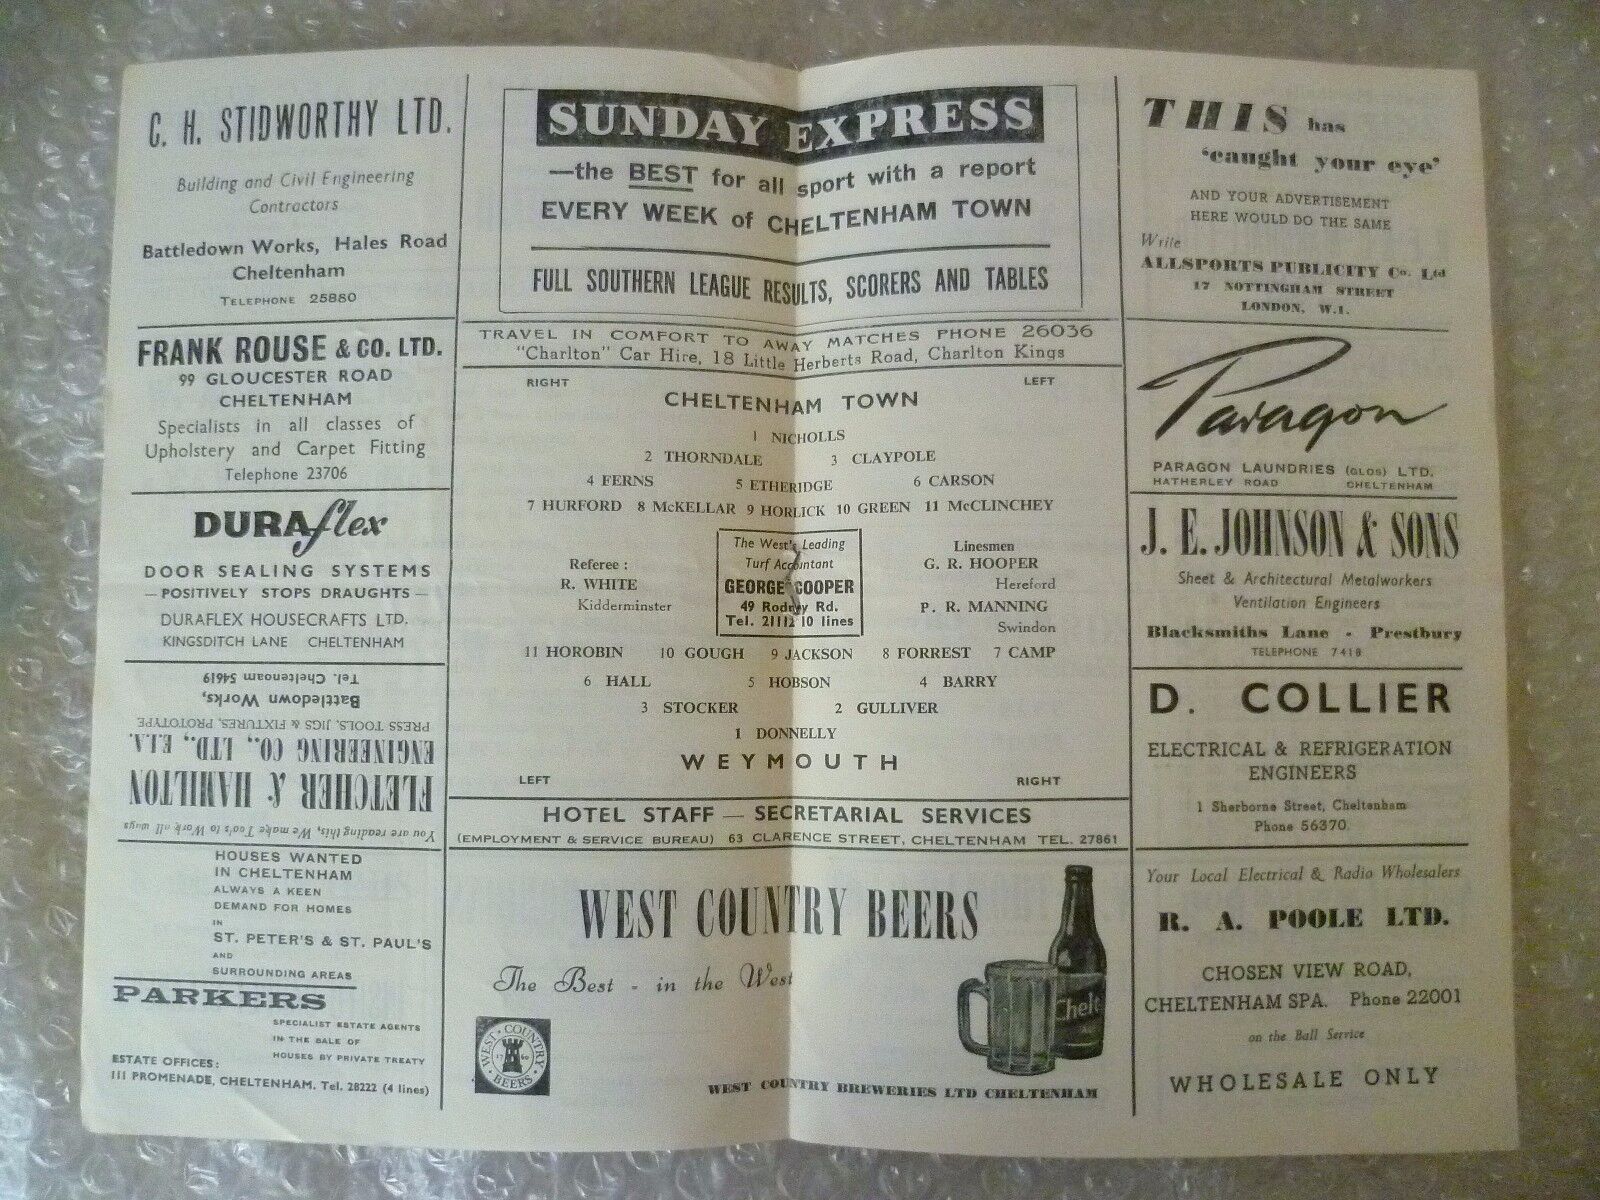 C. H. STIDWORTHY LTD.
Building and Civil Engineering
Contractors
Battledown Works, Hales Road
Cheltenham
TELEPHONE 25880
FRANK ROUSE & CO. LTD.
99 GLOUCESTER ROAD
CHELTENHAM
Specialists in all classes of
Upholstery and Carpet Fitting
Telephone 23706
DURAflex
DOOR SEALING SYSTEMS
— POSITIVELY STOPS DRAUGHTS —
DURAFLEX HOUSECRAFTS LTD.
KINGSDITCH LANE CHELTENHAM
You are reading this, We make Tools to Work all ways
FLETCHER & HAMILTON
ENGINEERING CO., LTD., E.I.A.
PRESS TOOLS, JIGS & FIXTURES, PROTOTYPE
Battledown Works,
Tel. Cheltenoam 54619
HOUSES WANTED
IN CHELTENHAM
ALWAYS A KEEN
DEMAND FOR HOMES
IN
ST. PETER'S & ST. PAUL'S
AND
SURROUNDING AREAS
PARKERS
SPECIALIST ESTATE AGENTS
IN THE SALE OF
HOUSES BY PRIVATE TREATY
ESTATE OFFICES:
111 PROMENADE, CHELTENHAM. Tel. 28222 (4 lines)
SUNDAY EXPRESS
—the BEST for all sport with a report
EVERY WEEK of CHELTENHAM TOWN
FULL SOUTHERN LEAGUE RESULTS, SCORERS AND TABLES
TRAVEL IN COMFORT TO AWAY MATCHES PHONE 26036
"Charlton" Car Hire, 18 Little Herberts Road, Charlton Kings
RIGHT LEFT
CHELTENHAM TOWN
1 NICHOLLS
2 THORNDALE 3 CLAYPOLE
4 FERNS 5 ETHERIDGE 6 CARSON
7 HURFORD 8 McKELLAR 9 HORLICK 10 GREEN 11 McCLINCHEY
Referee :
R. WHITE
Kidderminster
The West's Leading
Turf Accountant
GEORGE COOPER
49 Rodney Rd.
Tel. 21112 10 lines
Linesmen
G. R. HOOPER
Hereford
P. R. MANNING
Swindon
11 HOROBIN 10 GOUGH 9 JACKSON 8 FORREST 7 CAMP
6 HALL 5 HOBSON 4 BARRY
3 STOCKER 2 GULLIVER
1 DONNELLY
WEYMOUTH
LEFT RIGHT
HOTEL STAFF — SECRETARIAL SERVICES
(EMPLOYMENT & SERVICE BUREAU) 63 CLARENCE STREET, CHELTENHAM TEL. 27861
WEST COUNTRY BEERS
The Best - in the West
WEST COUNTRY BEERS
17 60
Chelt
WEST COUNTRY BREWERIES LTD CHELTENHAM
THIS has
'caught your eye'
AND YOUR ADVERTISEMENT
HERE WOULD DO THE SAME
Write
ALLSPORTS PUBLICITY Co. Ltd
17 NOTTINGHAM STREET
LONDON, W.1.
Paragon
PARAGON LAUNDRIES (GLOS) LTD.
HATHERLEY ROAD CHELTENHAM
J. E. JOHNSON & SONS
Sheet & Architectural Metalworkers
Ventilation Engineers
Blacksmiths Lane - Prestbury
TELEPHONE 7418
D. COLLIER
ELECTRICAL & REFRIGERATION
ENGINEERS
1 Sherborne Street, Cheltenham
Phone 56370
Your Local Electrical & Radio Wholesalers
R. A. POOLE LTD.
CHOSEN VIEW ROAD,
CHELTENHAM SPA. Phone 22001
on the Ball Service
WHOLESALE ONLY